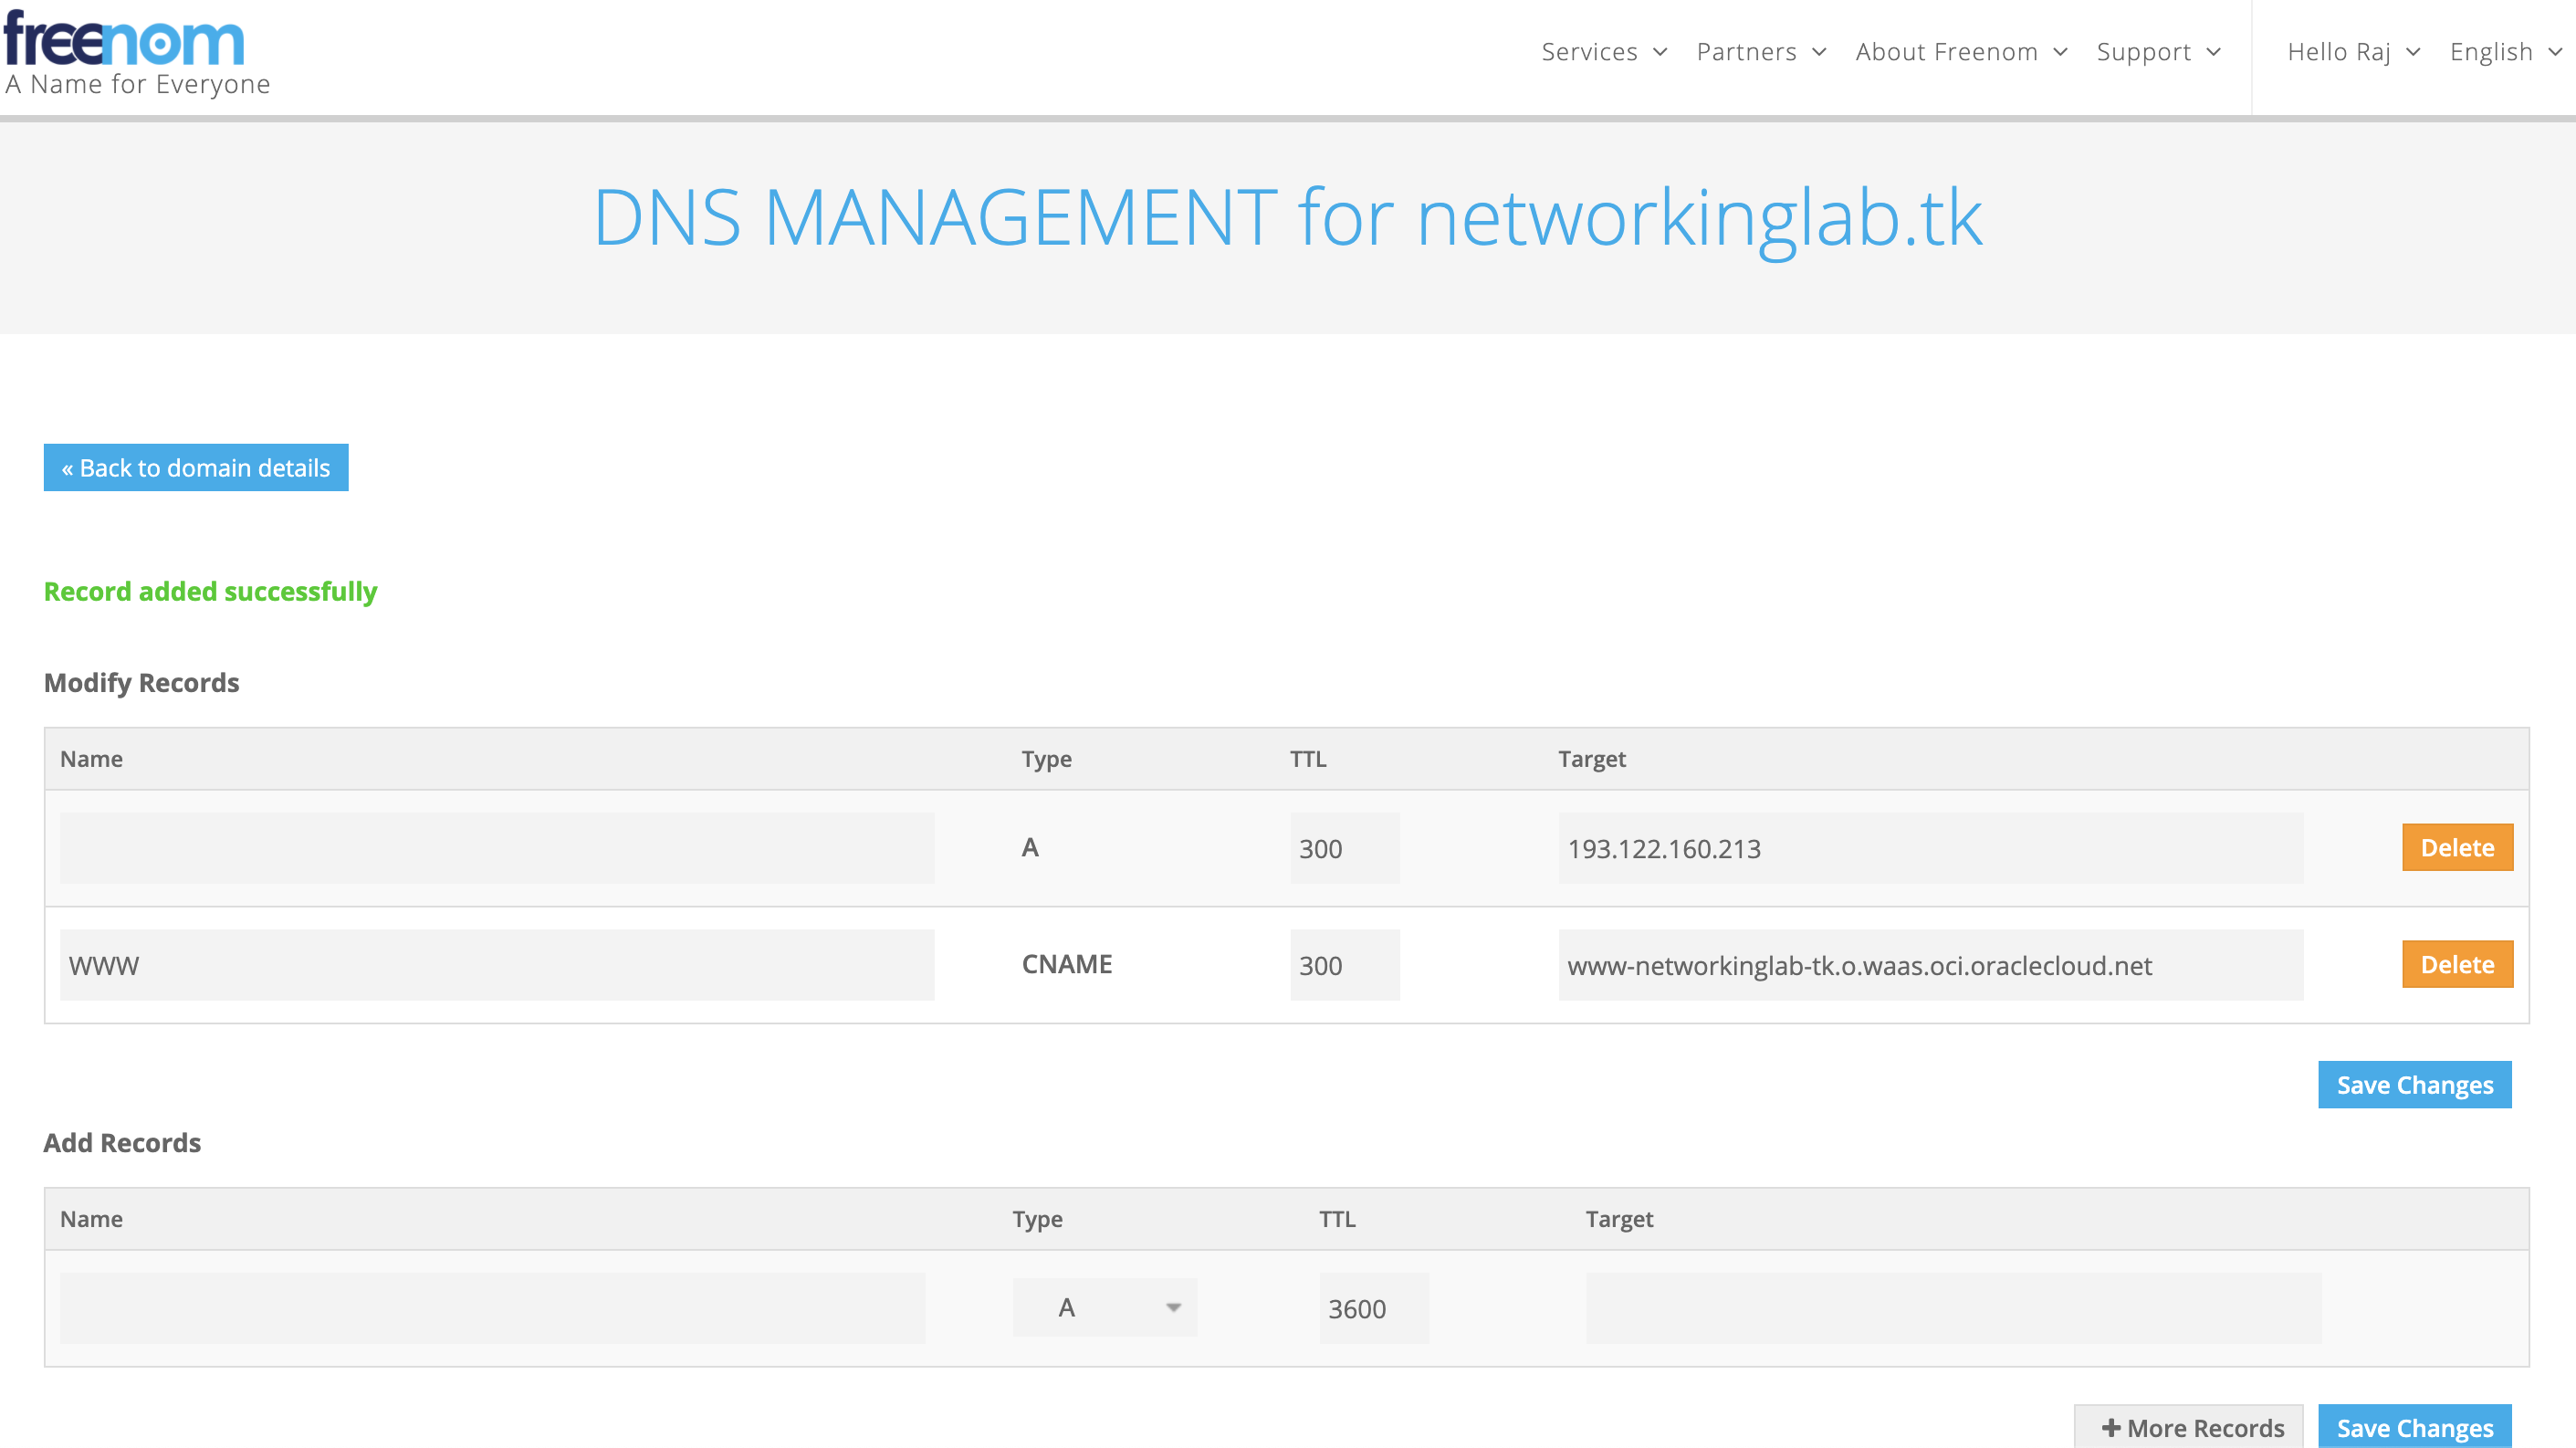 freenom
A Name for Everyone
Services Partners About Freenom Support Hello Raj English
DNS MANAGEMENT for networkinglab.tk
« Back to domain details
Record added successfully
Modify Records
Name Type TTL Target
A 300 193.122.160.213 Delete
WWW CNAME 300 www-networkinglab-tk.o.waas.oci.oraclecloud.net Delete
Save Changes
Add Records
Name Type TTL Target
A 3600
+ More Records Save Changes